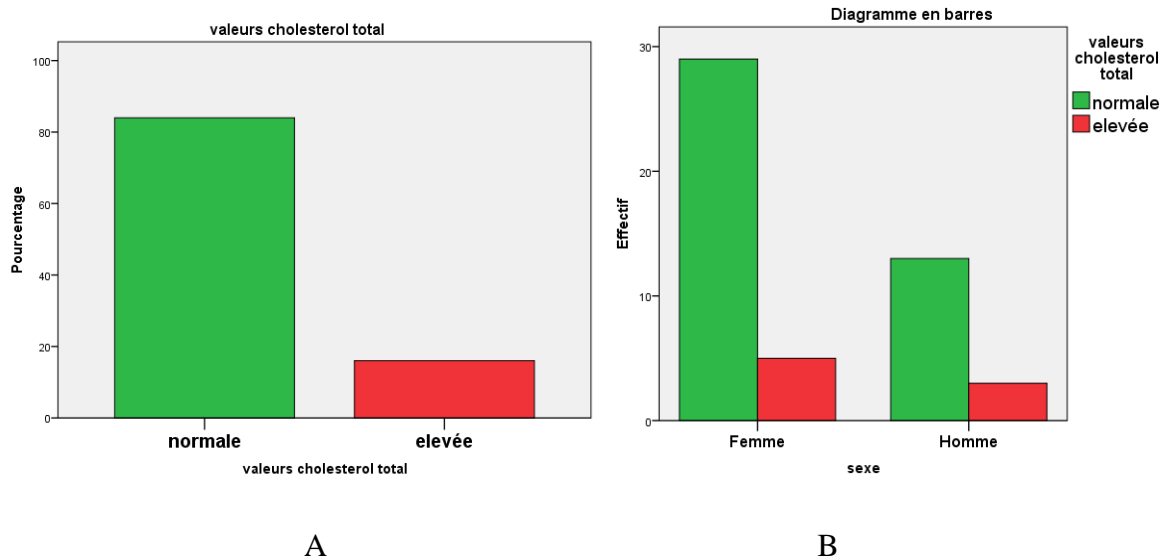 valeurs cholesterol total
Pourcentage
100
80
60
40
20
0
normale
elevée
valeurs cholesterol total
A
Diagramme en barres
Effectif
30
20
10
0
Femme
Homme
sexe
valeurs
cholesterol
total
normale
elevée
B